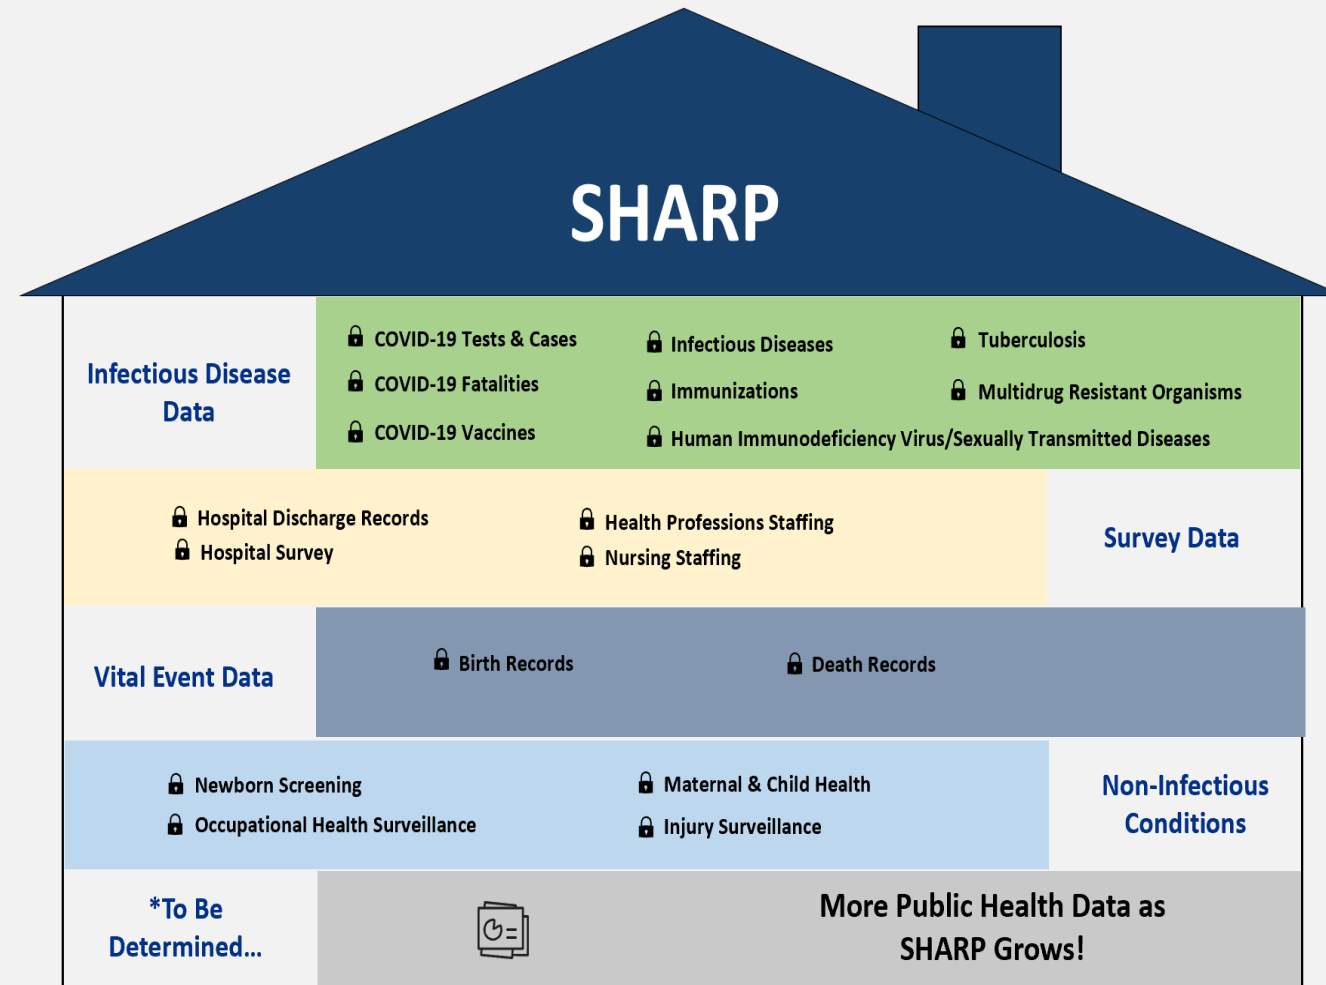 SHARP
Infectious Disease
Data
COVID-19 Tests & Cases
COVID-19 Fatalities
COVID-19 Vaccines
Infectious Diseases
Immunizations
Human Immunodeficiency Virus/Sexually Transmitted Diseases
Tuberculosis
Multidrug Resistant Organisms
Hospital Discharge Records
Hospital Survey
Health Professions Staffing
Nursing Staffing
Survey Data
Vital Event Data
Birth Records
Death Records
Newborn Screening
Occupational Health Surveillance
Maternal & Child Health
Injury Surveillance
Non-Infectious
Conditions
*To Be
Determined...
More Public Health Data as
SHARP Grows!